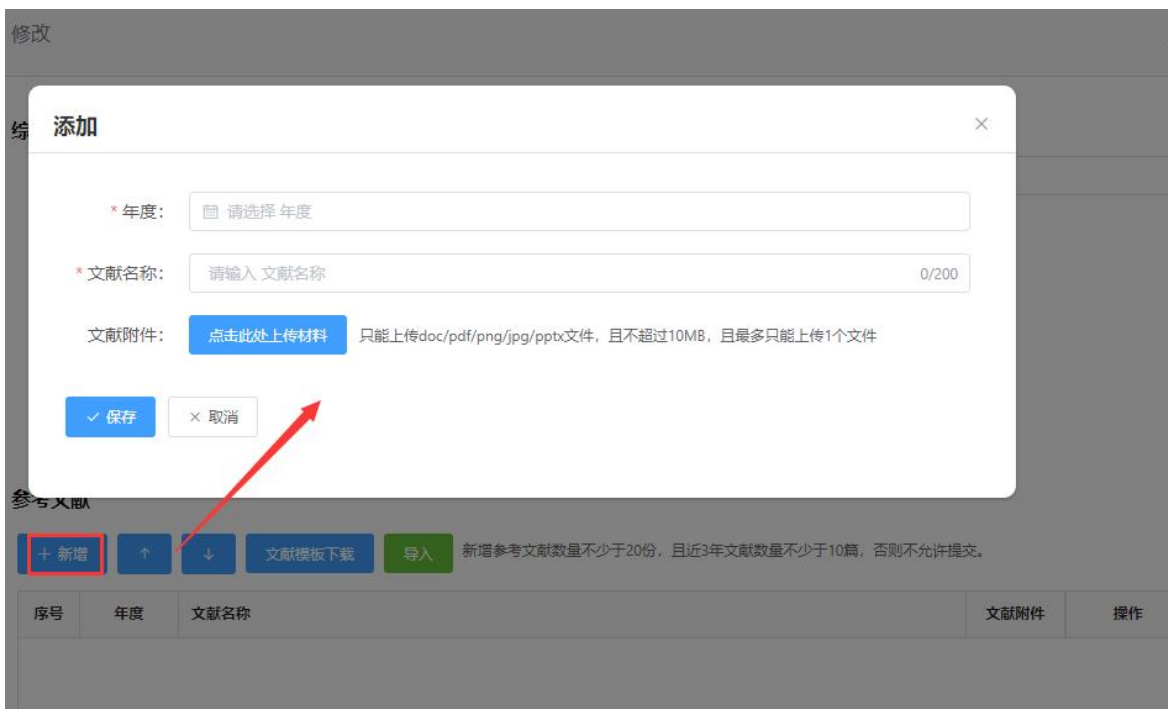 修改
综
添加
* 年度：
请选择 年度
* 文献名称：
请输入 文献名称
0/200
文献附件：
点击此处上传材料
只能上传doc/pdf/png/jpg/pptx文件，且不超过10MB，且最多只能上传1个文件
保存
取消
参考文献
新增
文献模板下载
导入
新增参考文献数量不少于20份，且近3年文献数量不少于10篇，否则不允许提交。
序号 年度 文献名称 文献附件 操作